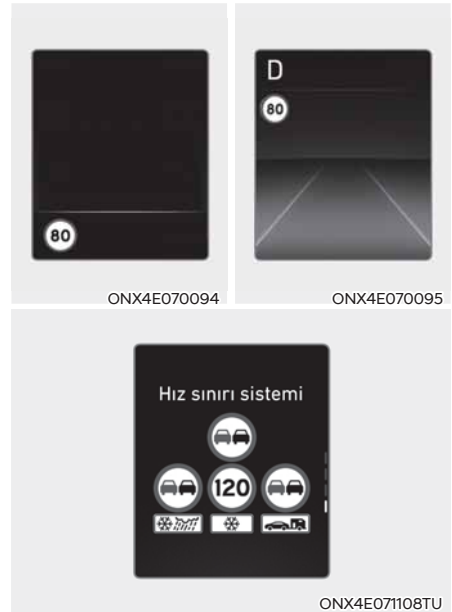 80
ONX4E070094
D
80
ONX4E070095
Hız sınırı sistemi
120
ONX4E071108TU